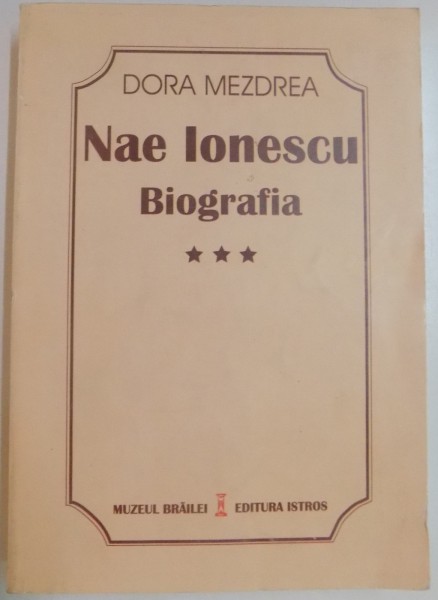 DORA MEZDREA
Nae Ionescu
Biografia
★★★
MUZEUL BRĂILEI EDITURA ISTROS